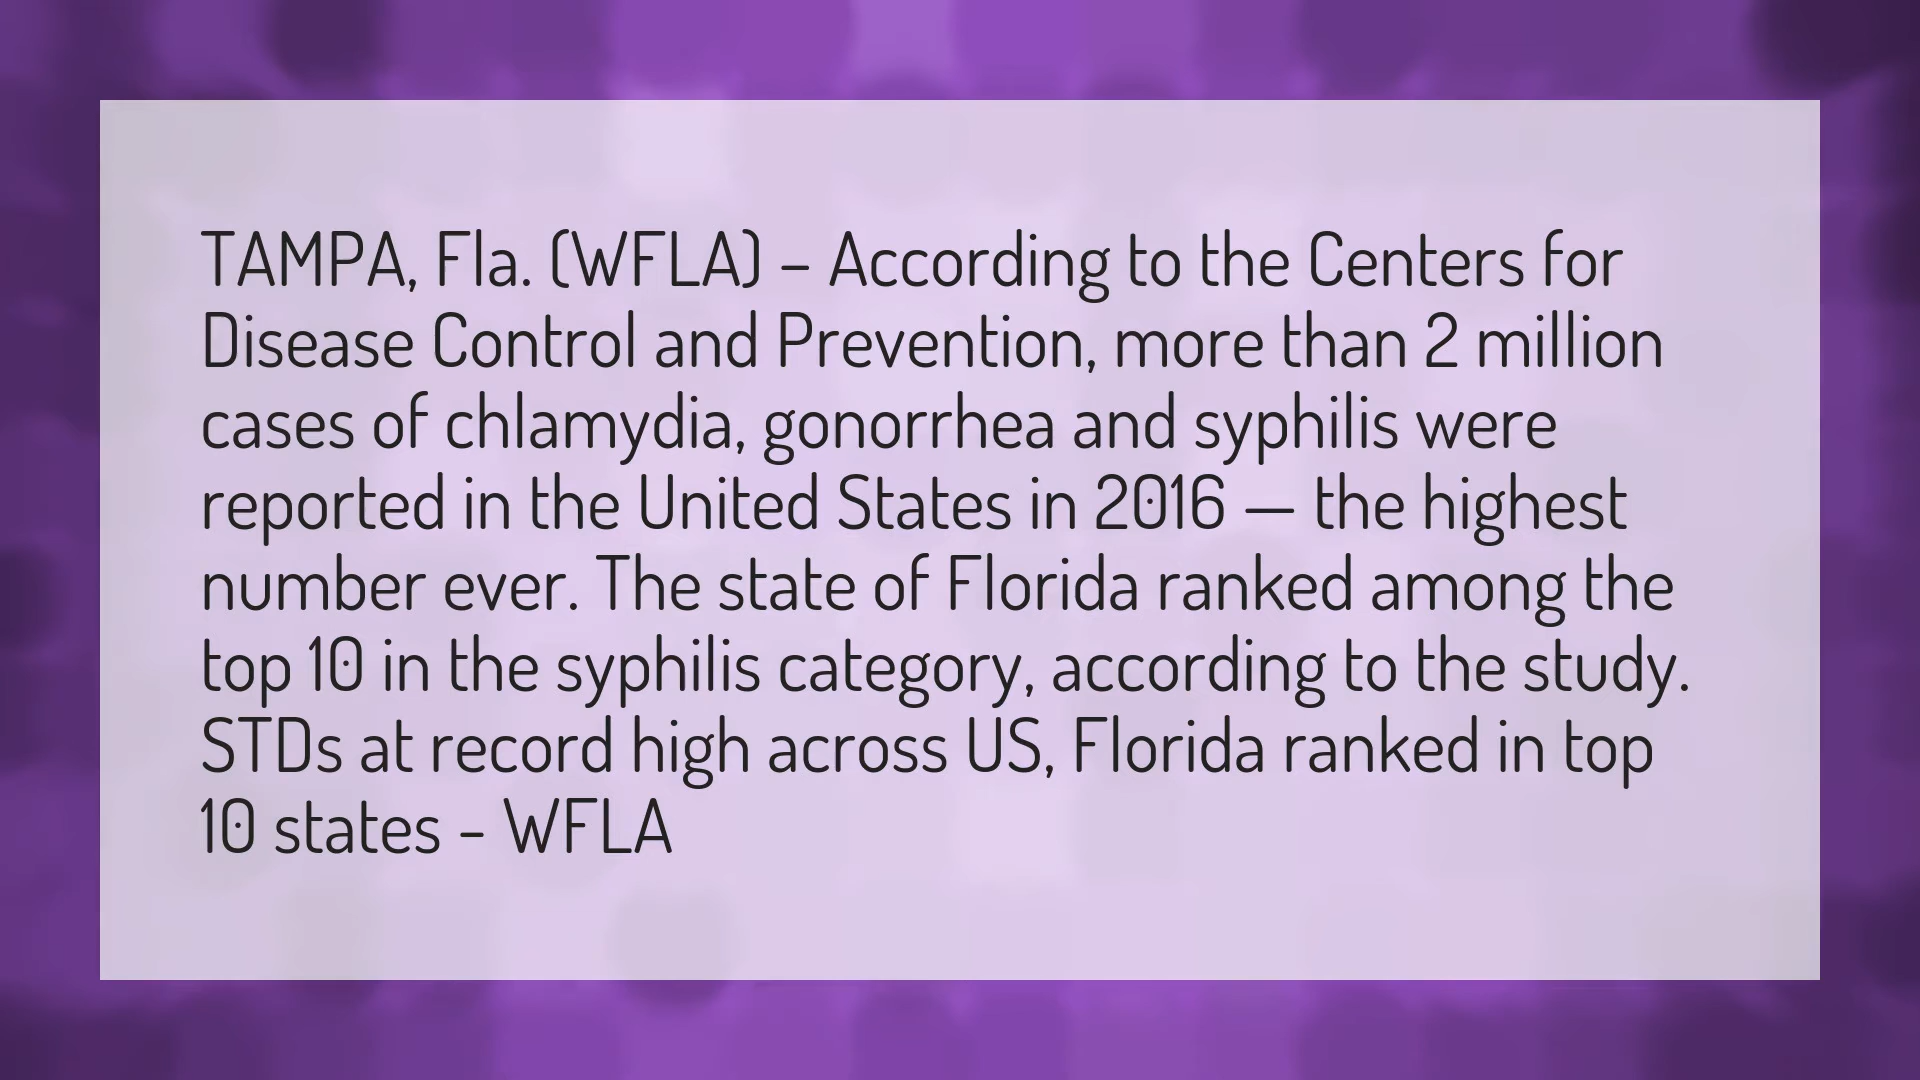 TAMPA, Fla. (WFLA) – According to the Centers for
Disease Control and Prevention, more than 2 million
cases of chlamydia, gonorrhea and syphilis were
reported in the United States in 2016 — the highest
number ever. The state of Florida ranked among the
top 10 in the syphilis category, according to the study.
STDs at record high across US, Florida ranked in top
10 states - WFLA